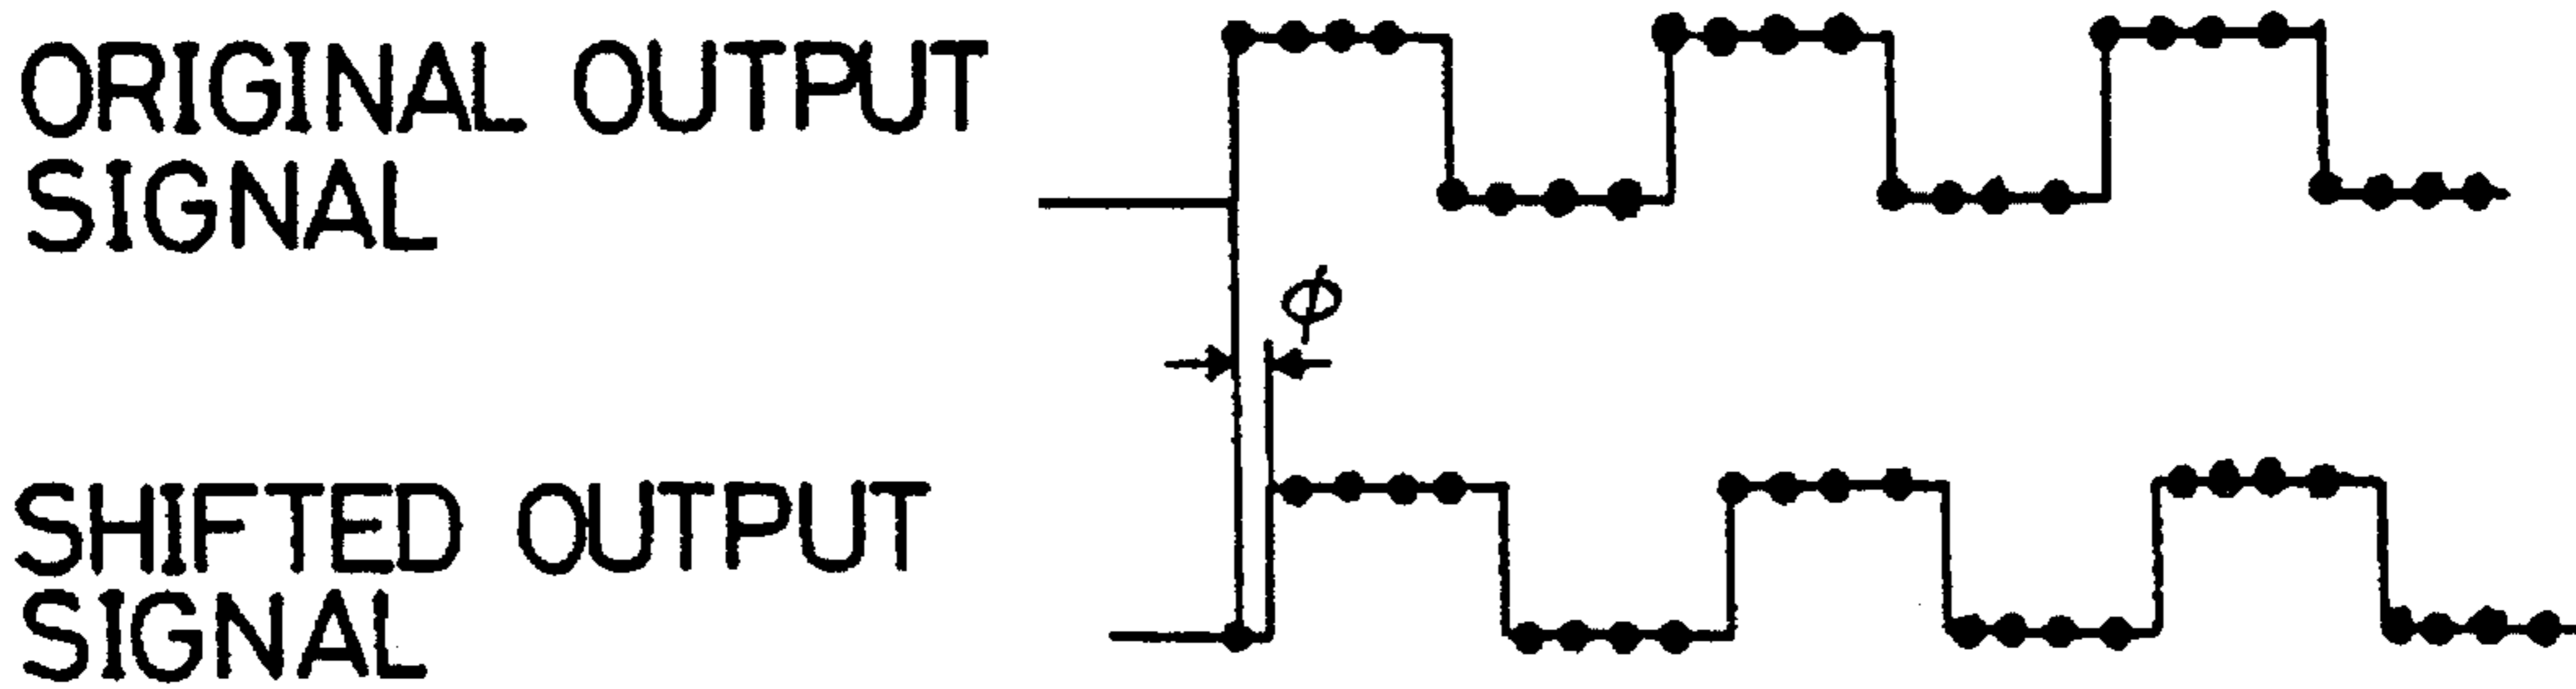 ORIGINAL OUTPUT
SIGNAL
ϕ
SHIFTED OUTPUT
SIGNAL